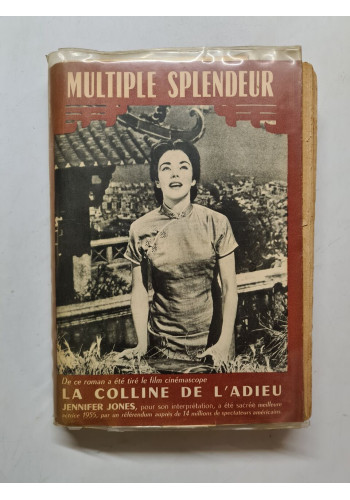 MULTIPLE SPLENDEUR
De ce roman a été tiré le film cinémascope
LA COLLINE DE L'ADIEU
JENNIFER JONES, pour son interprétation, a été sacrée meilleure
actrice 1955, par un référendum auprès de 14 millions de spectateurs américains.